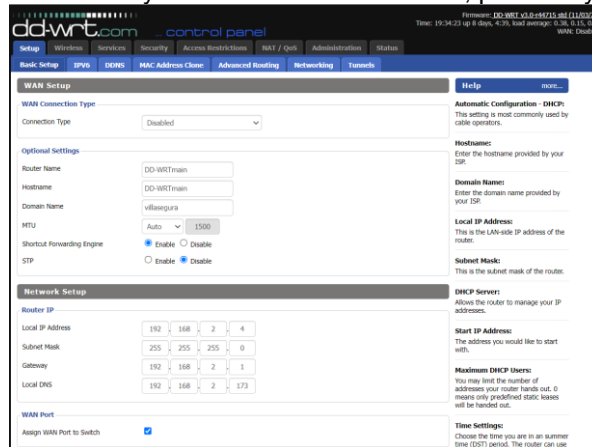 dd-wrt.com ... control panel
Firmware: DD-WRT v3.0-r44715 std (11/03/
Time: 19:34:23 up 8 days, 4:39, load average: 0.38, 0.15, 0.
WAN: Disab
Setup Wireless Services Security Access Restrictions NAT / QoS Administration Status
Basic Setup IPV6 DDNS MAC Address Clone Advanced Routing Networking Tunnels
WAN Setup
WAN Connection Type
Connection Type Disabled
Optional Settings
Router Name DD-WRTmain
Hostname DD-WRTmain
Domain Name villasegura
MTU Auto 1500
Shortcut Forwarding Engine Enable Disable
STP Enable Disable
Network Setup
Router IP
Local IP Address 192 . 168 . 2 . 4
Subnet Mask 255 . 255 . 255 . 0
Gateway 192 . 168 . 2 . 1
Local DNS 192 . 168 . 2 . 173
WAN Port
Assign WAN Port to Switch
Help more...
Automatic Configuration - DHCP:
This setting is most commonly used by
cable operators.
Hostname:
Enter the hostname provided by your
ISP.
Domain Name:
Enter the domain name provided by
your ISP.
Local IP Address:
This is the LAN-side IP address of the
router.
Subnet Mask:
This is the subnet mask of the router.
DHCP Server:
Allows the router to manage your IP
addresses.
Start IP Address:
The address you would like to start
with.
Maximum DHCP Users:
You may limit the number of
addresses your router hands out. 0
means only predefined static leases
will be handed out.
Time Settings:
Choose the time you are in an summer
time (DST) period. The router can use